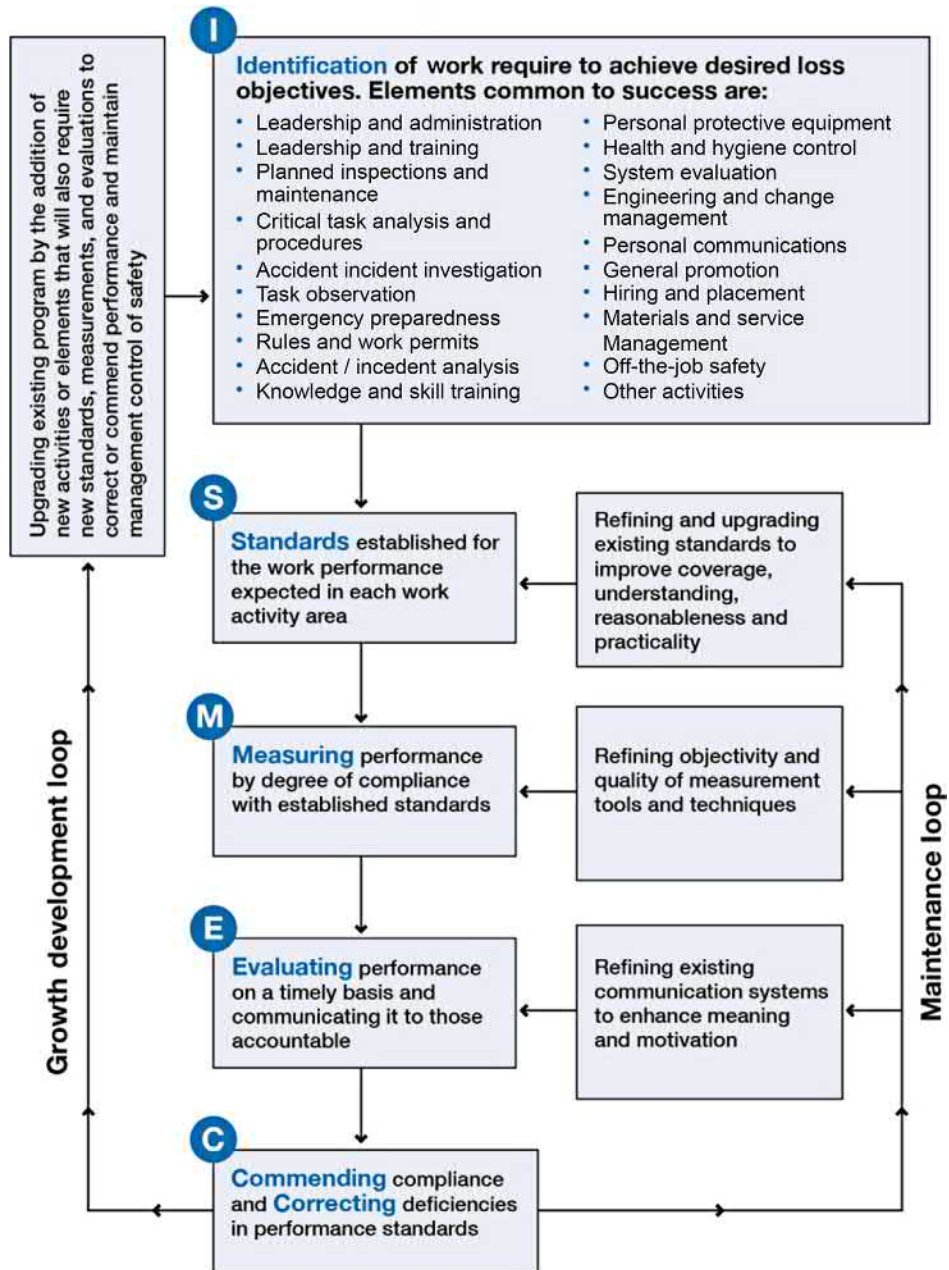 I
Identification of work require to achieve desired loss
objectives. Elements common to success are:
• Leadership and administration
• Leadership and training
• Planned inspections and
maintenance
• Critical task analysis and
procedures
• Accident incident investigation
• Task observation
• Emergency preparedness
• Rules and work permits
• Accident / incedent analysis
• Knowledge and skill training
• Personal protective equipment
• Health and hygiene control
• System evaluation
• Engineering and change
management
• Personal communications
• General promotion
• Hiring and placement
• Materials and service
Management
• Off-the-job safety
• Other activities
Upgrading existing program by the addition of
new activities or elements that will also require
new standards, measurements, and evaluations to
correct or commend performance and maintain
management control of safety
S
Standards established for
the work performance
expected in each work
activity area
Refining and upgrading
existing standards to
improve coverage,
understanding,
reasonableness and
practicality
M
Measuring performance
by degree of compliance
with established standards
Refining objectivity and
quality of measurement
tools and techniques
E
Evaluating performance
on a timely basis and
communicating it to those
accountable
Refining existing
communication systems
to enhance meaning
and motivation
C
Commending compliance
and Correcting deficiencies
in performance standards
Growth development loop
Maintenance loop